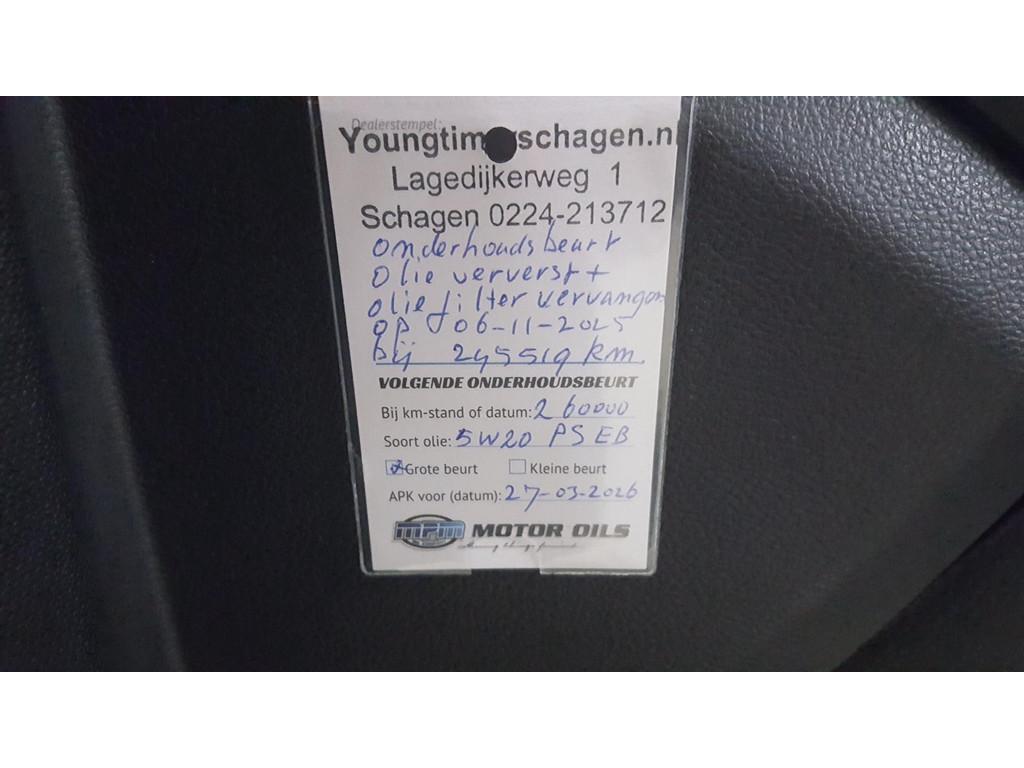 Dealerstempel:
Youngtim schagen.nl
Lagedijkerweg 1
Schagen 0224-213712
onderhoudsbeurt
Olie ververst +
oliefilter vervangen
op 06-11-2025
bij 245519 km.
VOLGENDE ONDERHOUDSBEURT
Bij km-stand of datum: 260000
Soort olie: 5W20 PSEB
Grote beurt Kleine beurt
APK voor (datum): 27-03-2026
MPM MOTOR OILS